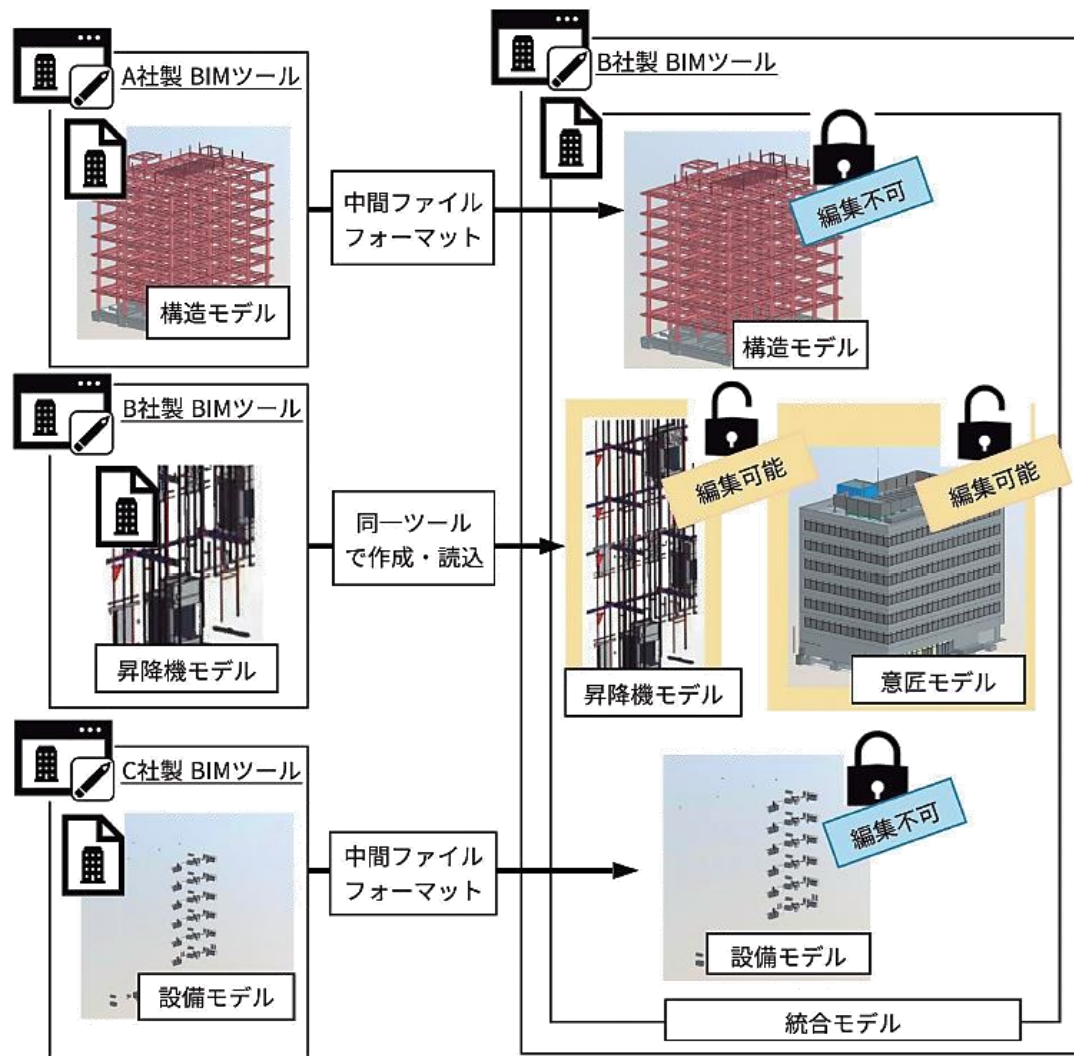 A社製 BIMツール
構造モデル
中間ファイル
フォーマット
B社製 BIMツール
昇降機モデル
同一ツール
で作成・読込
C社製 BIMツール
設備モデル
中間ファイル
フォーマット
B社製 BIMツール
編集不可
構造モデル
編集可能
昇降機モデル
編集可能
意匠モデル
編集不可
設備モデル
統合モデル